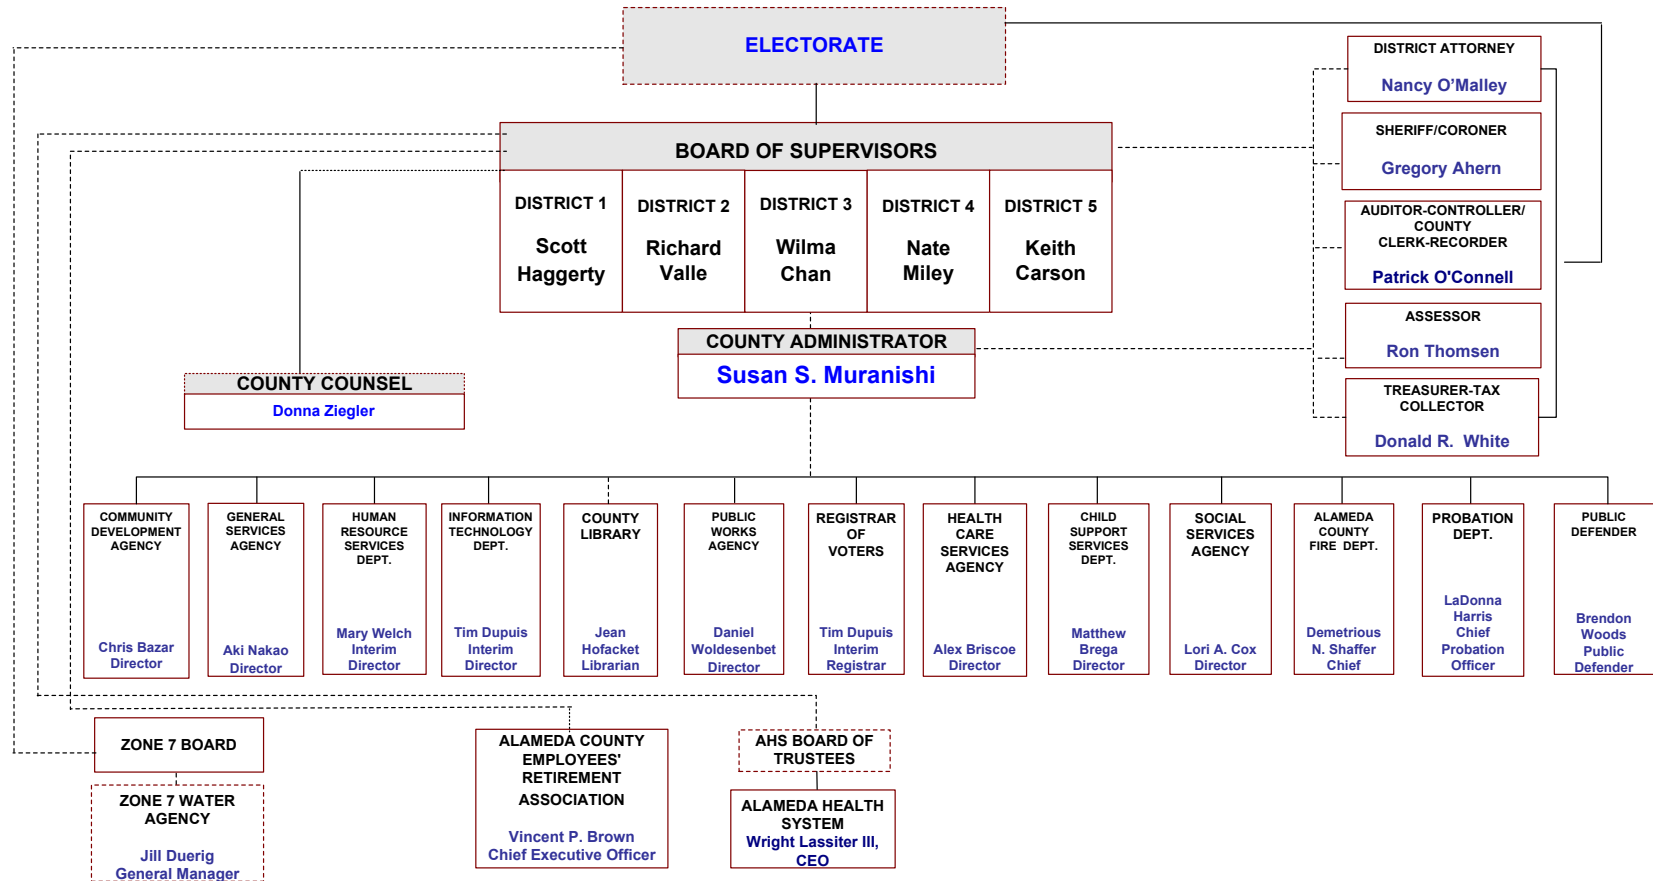 ELECTORATE
BOARD OF SUPERVISORS
DISTRICT 1
Scott
Haggerty
DISTRICT 2
Richard
Valle
DISTRICT 3
Wilma
Chan
DISTRICT 4
Nate
Miley
DISTRICT 5
Keith
Carson
DISTRICT ATTORNEY
Nancy O’Malley
SHERIFF/CORONER
Gregory Ahern
AUDITOR-CONTROLLER/
COUNTY
CLERK-RECORDER
Patrick O'Connell
ASSESSOR
Ron Thomsen
TREASURER-TAX
COLLECTOR
Donald R. White
COUNTY ADMINISTRATOR
Susan S. Muranishi
COUNTY COUNSEL
Donna Ziegler
COMMUNITY
DEVELOPMENT
AGENCY
Chris Bazar
Director
GENERAL
SERVICES
AGENCY
Aki Nakao
Director
HUMAN
RESOURCE
SERVICES
DEPT.
Mary Welch
Interim
Director
INFORMATION
TECHNOLOGY
DEPT.
Tim Dupuis
Interim
Director
COUNTY
LIBRARY
Jean
Hofacket
Librarian
PUBLIC
WORKS
AGENCY
Daniel
Woldesenbet
Director
REGISTRAR
OF
VOTERS
Tim Dupuis
Interim
Registrar
HEALTH
CARE
SERVICES
AGENCY
Alex Briscoe
Director
CHILD
SUPPORT
SERVICES
DEPT.
Matthew
Brega
Director
SOCIAL
SERVICES
AGENCY
Lori A. Cox
Director
ALAMEDA
COUNTY
FIRE DEPT.
Demetrious
N. Shaffer
Chief
PROBATION
DEPT.
LaDonna
Harris
Chief
Probation
Officer
PUBLIC
DEFENDER
Brendon
Woods
Public
Defender
ZONE 7 BOARD
ZONE 7 WATER
AGENCY
Jill Duerig
General Manager
ALAMEDA COUNTY
EMPLOYEES'
RETIREMENT
ASSOCIATION
Vincent P. Brown
Chief Executive Officer
AHS BOARD OF
TRUSTEES
ALAMEDA HEALTH
SYSTEM
Wright Lassiter III,
CEO